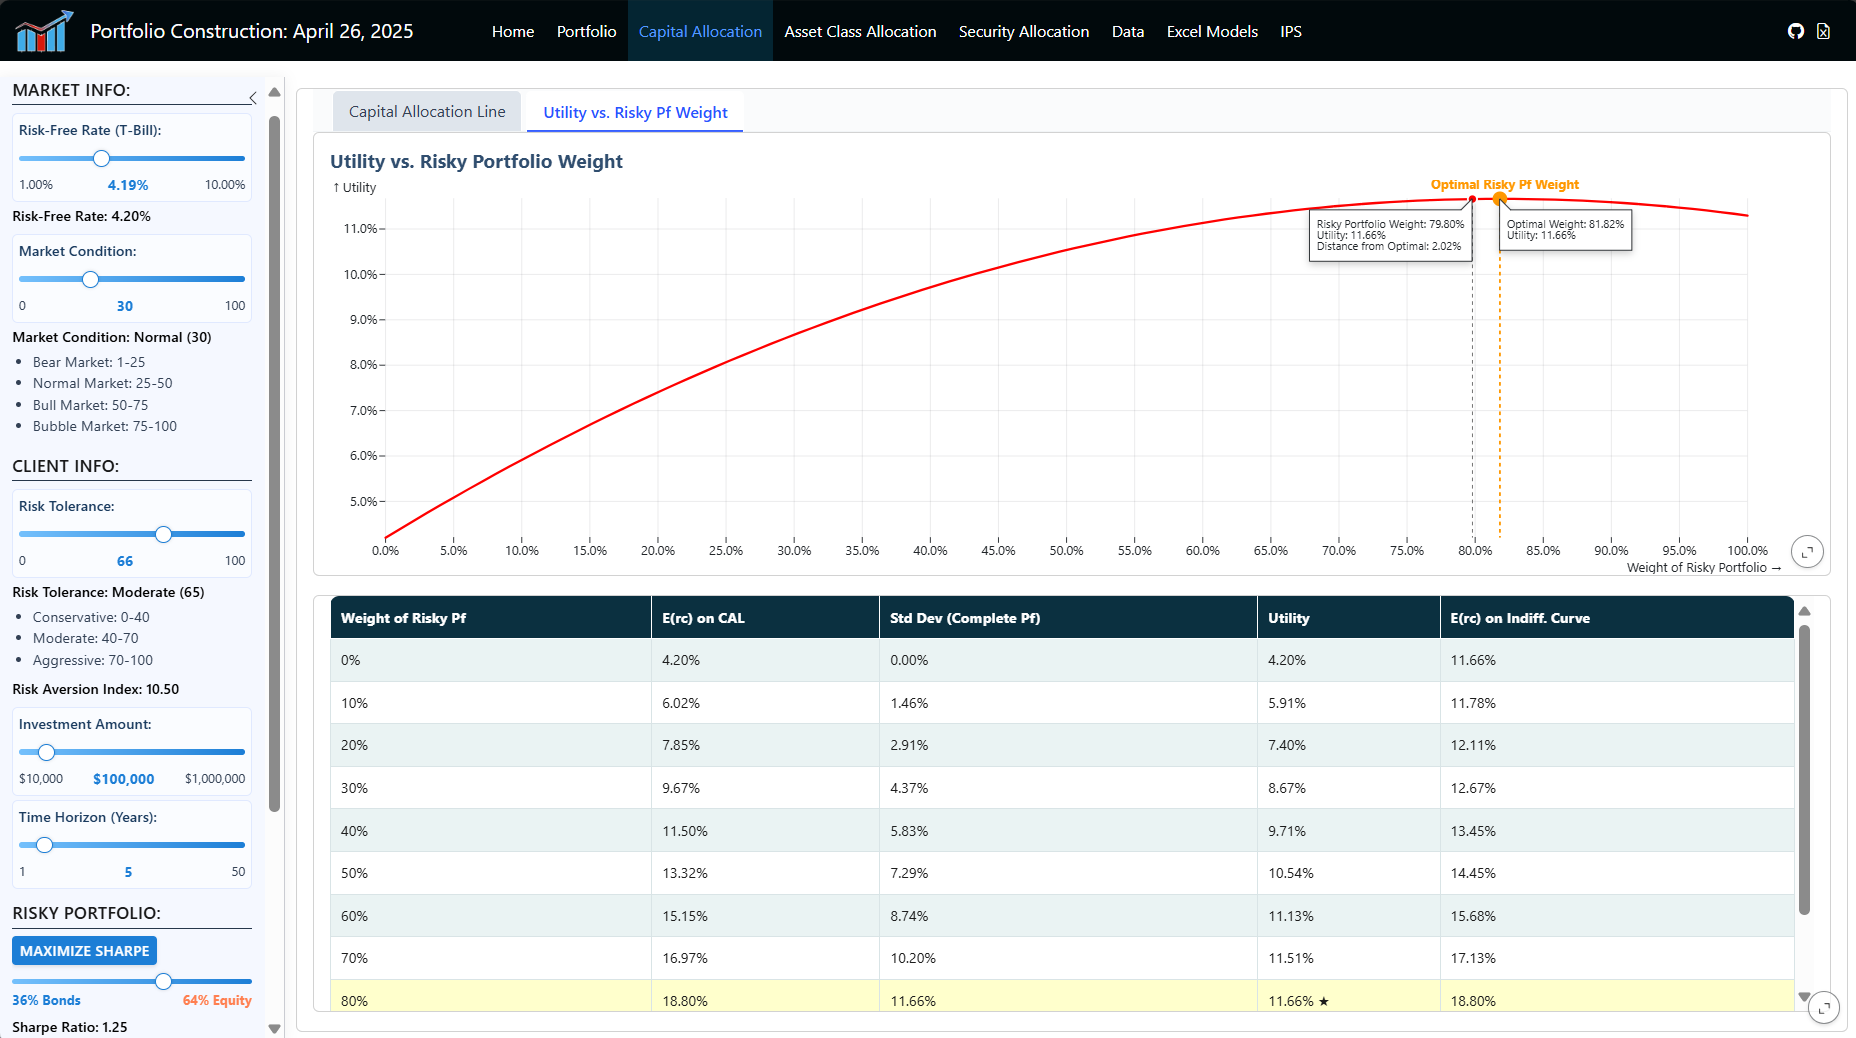 Portfolio Construction: April 26, 2025
Home Portfolio Capital Allocation Asset Class Allocation Security Allocation Data Excel Models IPS
MARKET INFO:
Risk-Free Rate (T-Bill):
1.00% 4.19% 10.00%
Risk-Free Rate: 4.20%
Market Condition:
0 30 100
Market Condition: Normal (30)
Bear Market: 1-25
Normal Market: 25-50
Bull Market: 50-75
Bubble Market: 75-100
CLIENT INFO:
Risk Tolerance:
0 66 100
Risk Tolerance: Moderate (65)
Conservative: 0-40
Moderate: 40-70
Aggressive: 70-100
Risk Aversion Index: 10.50
Investment Amount:
$10,000 $100,000 $1,000,000
Time Horizon (Years):
1 5 50
RISKY PORTFOLIO:
MAXIMIZE SHARPE
36% Bonds 64% Equity
Sharpe Ratio: 1.25
Capital Allocation Line Utility vs. Risky Pf Weight
Utility vs. Risky Portfolio Weight
↑ Utility
Optimal Risky Pf Weight
Risky Portfolio Weight: 79.80%
Utility: 11.66%
Distance from Optimal: 2.02%
Optimal Weight: 81.82%
Utility: 11.66%
11.0%
10.0%
9.0%
8.0%
7.0%
6.0%
5.0%
0.0% 5.0% 10.0% 15.0% 20.0% 25.0% 30.0% 35.0% 40.0% 45.0% 50.0% 55.0% 60.0% 65.0% 70.0% 75.0% 80.0% 85.0% 90.0% 95.0% 100.0%
Weight of Risky Portfolio →
Weight of Risky Pf E(rc) on CAL Std Dev (Complete Pf) Utility E(rc) on Indiff. Curve
0% 4.20% 0.00% 4.20% 11.66%
10% 6.02% 1.46% 5.91% 11.78%
20% 7.85% 2.91% 7.40% 12.11%
30% 9.67% 4.37% 8.67% 12.67%
40% 11.50% 5.83% 9.71% 13.45%
50% 13.32% 7.29% 10.54% 14.45%
60% 15.15% 8.74% 11.13% 15.68%
70% 16.97% 10.20% 11.51% 17.13%
80% 18.80% 11.66% 11.66% ★ 18.80%